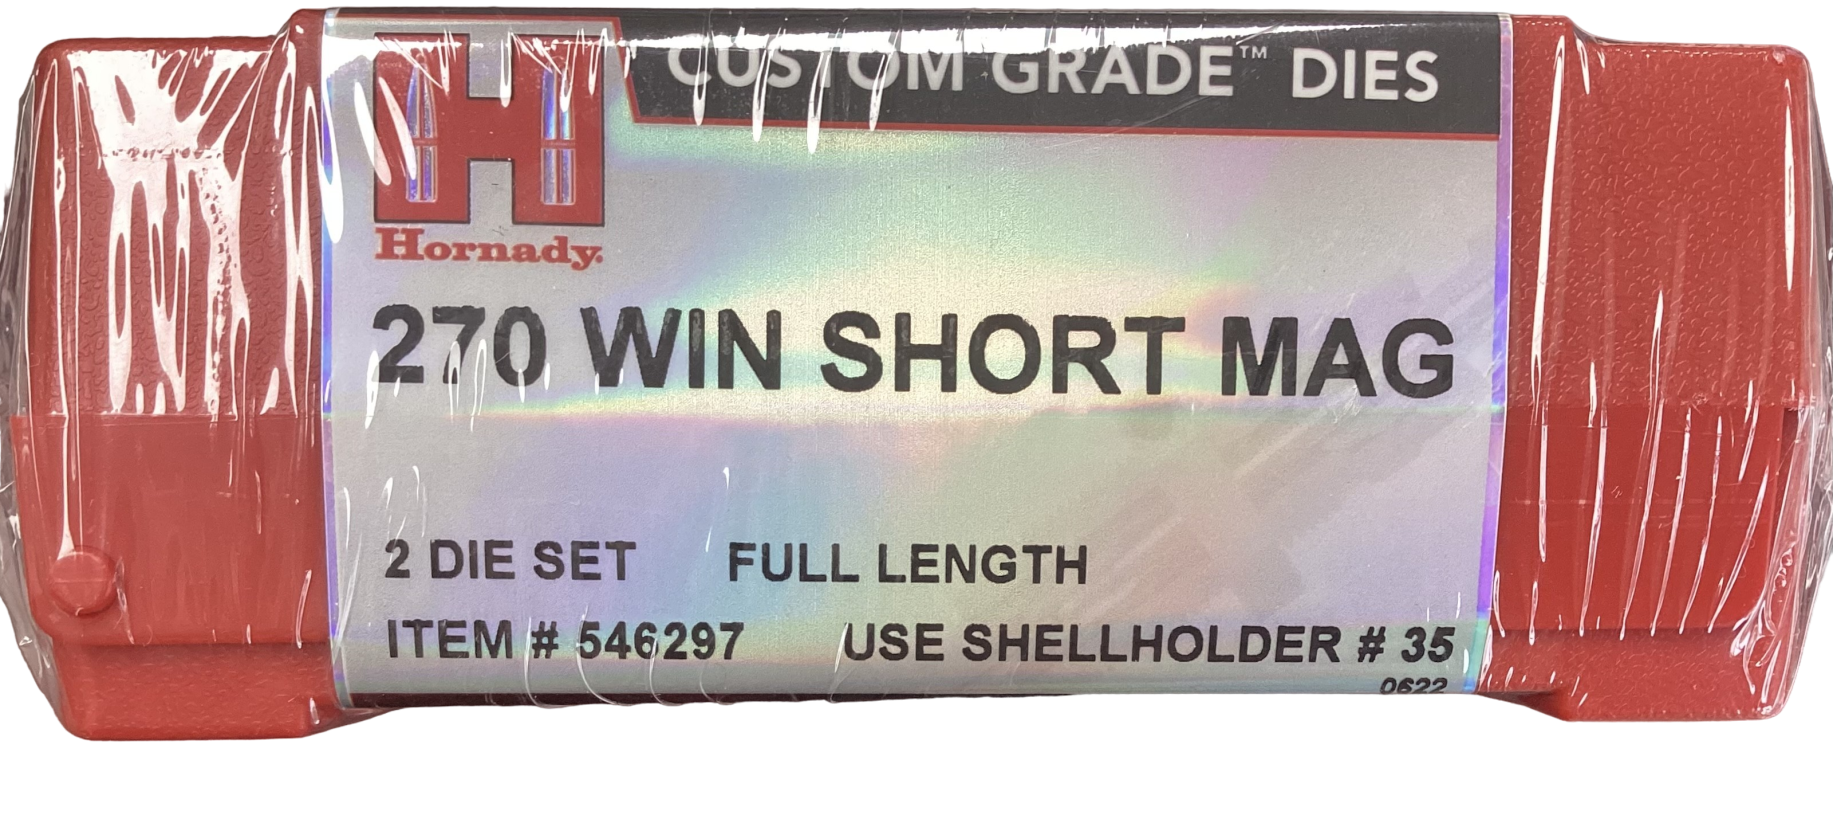 CUSTOM GRADE™ DIES
H
Hornady.
270 WIN SHORT MAG
2 DIE SET FULL LENGTH
ITEM # 546297 USE SHELLHOLDER # 35
0622